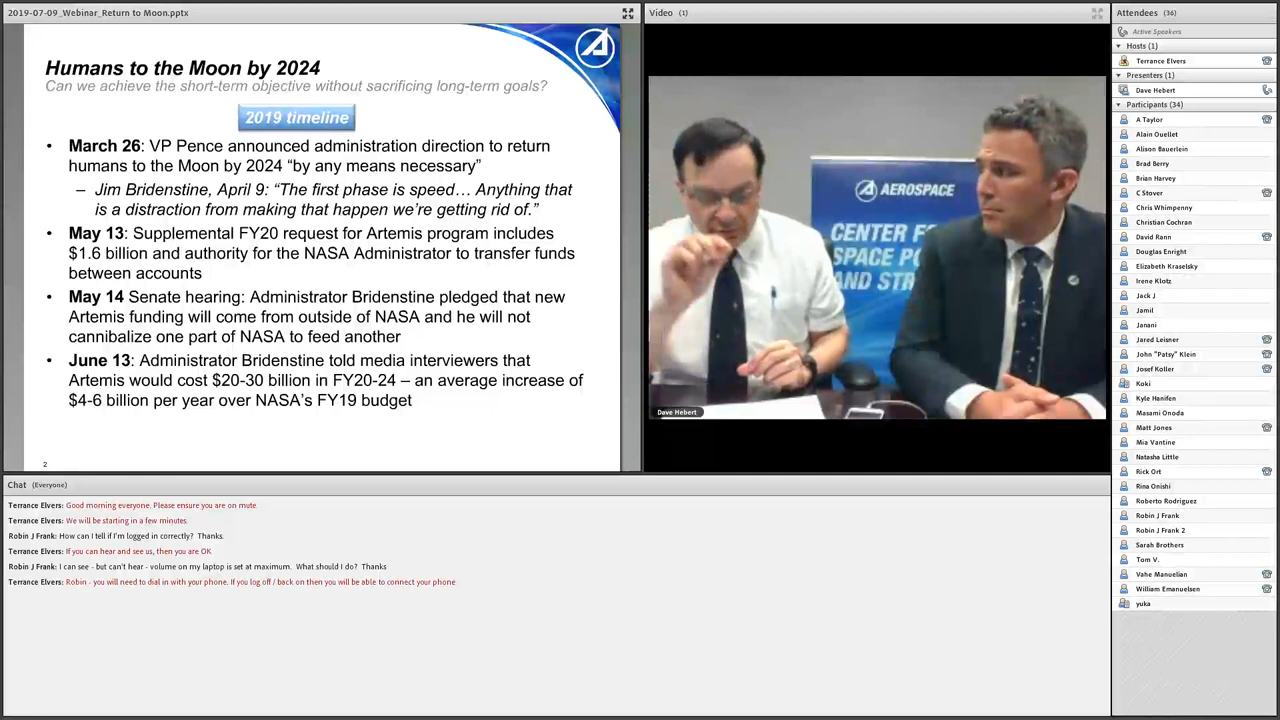 2019-07-09_Webinar_Return to Moon.pptx
Humans to the Moon by 2024
Can we achieve the short-term objective without sacrificing long-term goals?
2019 timeline
• March 26: VP Pence announced administration direction to return
humans to the Moon by 2024 “by any means necessary”
– Jim Bridenstine, April 9: “The first phase is speed… Anything that
is a distraction from making that happen we’re getting rid of.”
• May 13: Supplemental FY20 request for Artemis program includes
$1.6 billion and authority for the NASA Administrator to transfer funds
between accounts
• May 14 Senate hearing: Administrator Bridenstine pledged that new
Artemis funding will come from outside of NASA and he will not
cannibalize one part of NASA to feed another
• June 13: Administrator Bridenstine told media interviewers that
Artemis would cost $20-30 billion in FY20-24 – an average increase of
$4-6 billion per year over NASA’s FY19 budget
2
Video (1)
AEROSPACE
CENTER F
SPACE PO
AND STR
Dave Hebert
Attendees (36)
Active Speakers
Hosts (1)
Terrance Elvers
Presenters (1)
Dave Hebert
Participants (34)
A Taylor
Alain Ouellet
Alison Bauerlein
Brad Berry
Brian Harvey
C Stover
Chris Whimpenny
Christian Cochran
David Rann
Douglas Enright
Elizabeth Kraselsky
Irene Klotz
Jack J
Jamil
Janani
Jared Leisner
John "Patsy" Klein
Josef Koller
Koki
Kyle Hanifen
Masami Onoda
Matt Jones
Mia Vantine
Natasha Little
Rick Ort
Rina Onishi
Roberto Rodriguez
Robin J Frank
Robin J Frank 2
Sarah Brothers
Tom V.
Vahe Manuelian
William Emanuelsen
yuka
Chat (Everyone)
Terrance Elvers: Good morning everyone. Please ensure you are on mute
Terrance Elvers: We will be starting in a few minutes.
Robin J Frank: How can I tell if I'm logged in correctly? Thanks.
Terrance Elvers: If you can hear and see us, then you are OK
Robin J Frank: I can see - but can't hear - volume on my laptop is set at maximum. What should I do? Thanks
Terrance Elvers: Robin - you will need to dial in with your phone. If you log off / back on then you will be able to connect your phone